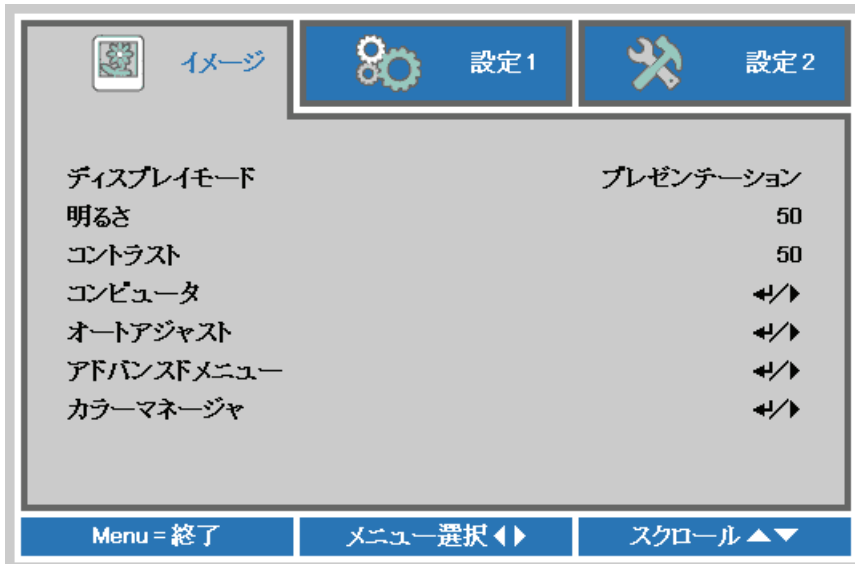 イメージ
設定1
設定2
ディスプレイモード プレゼンテーション
明るさ 50
コントラスト 50
コンピュータ ↵/▶
オートアジャスト ↵/▶
アドバンスドメニュー ↵/▶
カラーマネージャ ↵/▶
Menu = 終了
メニュー選択◀▶
スクロール▲▼